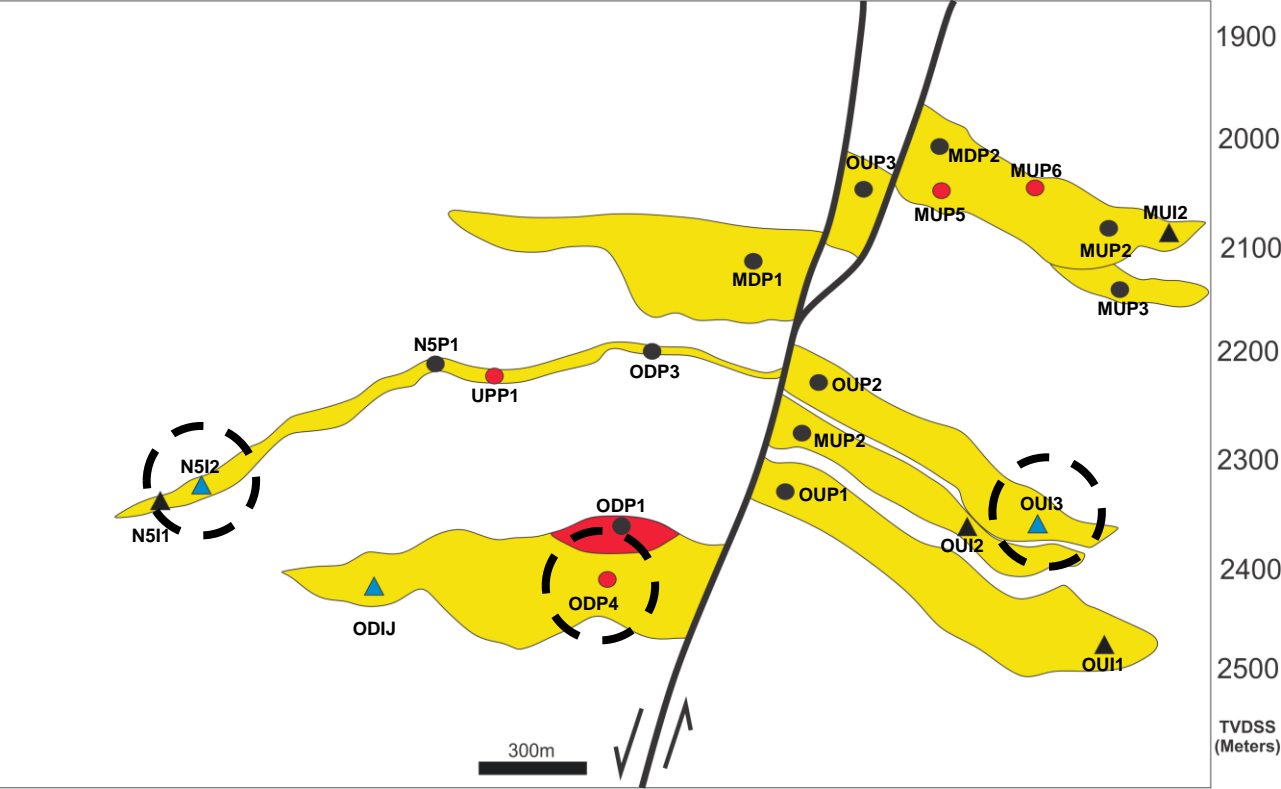 1900
2000
OUP3
MDP2
MUP6
MUP5
MUI2
2100
MUP2
MDP1
MUP3
N5P1
2200
ODP3
UPP1
OUP2
MUP2
N5I2
2300
OUP1
ODP1
OUI3
N5I1
OUI2
2400
ODP4
ODIJ
OUI1
2500
TVDSS
(Meters)
300m